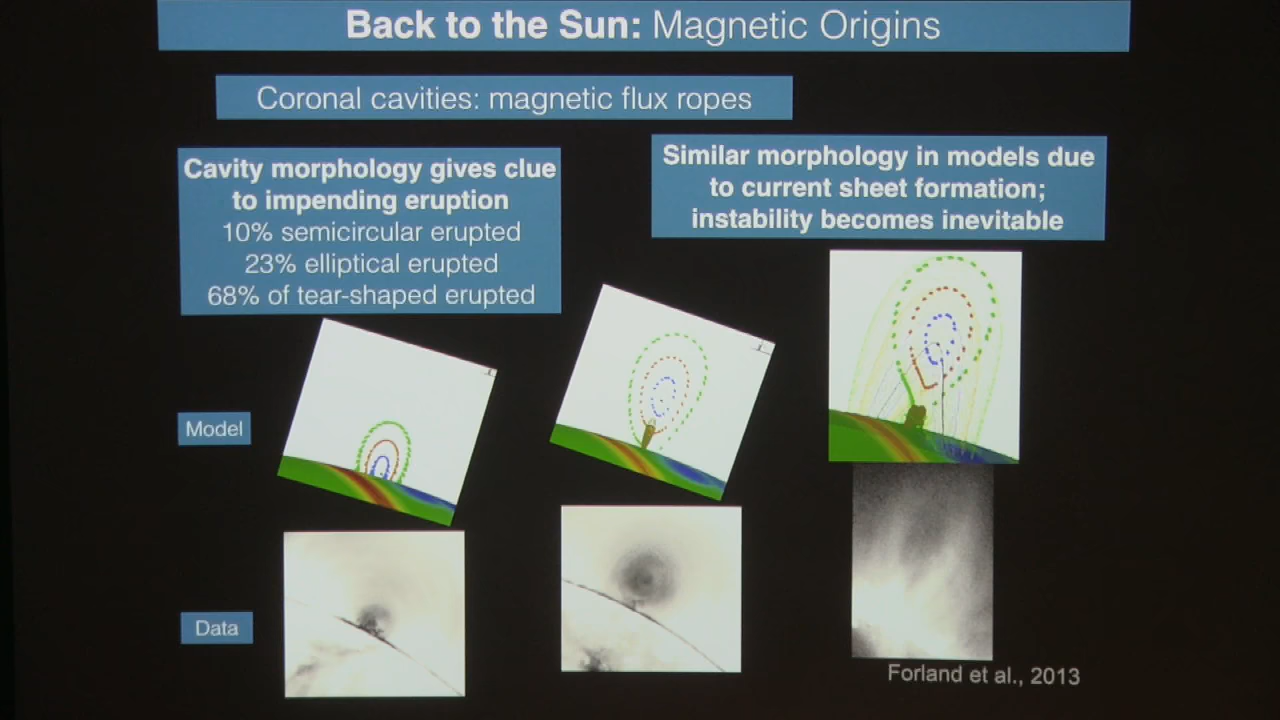 Back to the Sun: Magnetic Origins
Coronal cavities: magnetic flux ropes
Cavity morphology gives clue
to impending eruption
10% semicircular erupted
23% elliptical erupted
68% of tear-shaped erupted
Similar morphology in models due
to current sheet formation;
instability becomes inevitable
Model
Data
Forland et al., 2013